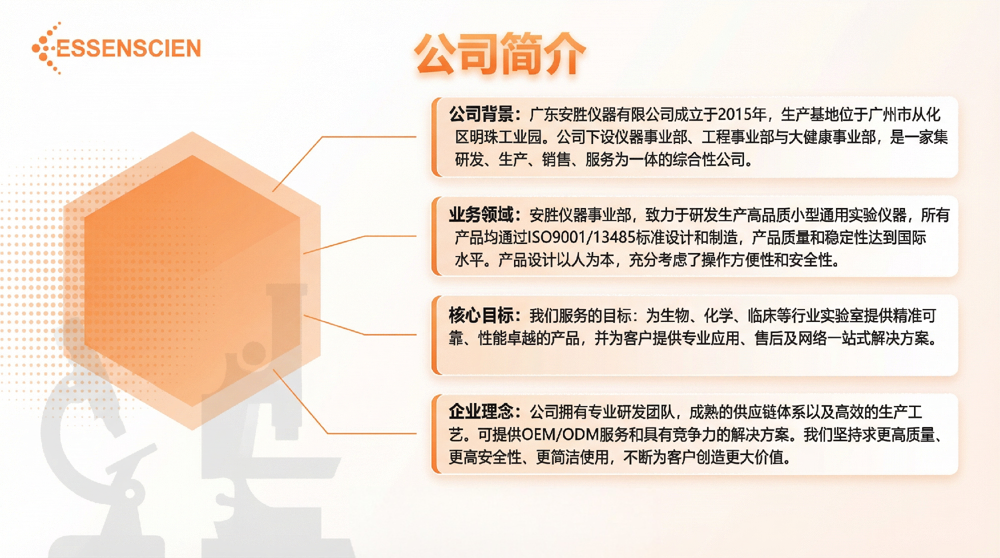 ESSENSCIEN
公司简介
公司背景：广东安胜仪器有限公司成立于2015年，生产基地位于广州市从化
区明珠工业园。公司下设仪器事业部、工程事业部与大健康事业部，是一家集
研发、生产、销售、服务为一体的综合性公司。
业务领域：安胜仪器事业部，致力于研发生产高品质小型通用实验仪器，所有
产品均通过ISO9001/13485标准设计和制造，产品质量和稳定性达到国际
水平。产品设计以人为本，充分考虑了操作方便性和安全性。
核心目标：我们服务的目标：为生物、化学、临床等行业实验室提供精准可
靠、性能卓越的产品，并为客户提供专业应用、售后及网络一站式解决方案。
企业理念：公司拥有专业研发团队，成熟的供应链体系以及高效的生产工
艺。可提供OEM/ODM服务和具有竞争力的解决方案。我们坚持求更高质量、
更高安全性、更简洁使用，不断为客户创造更大价值。